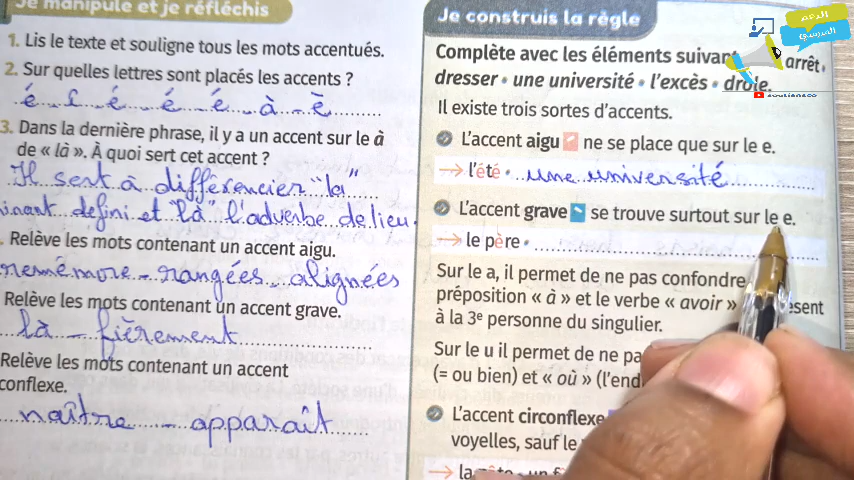 Je manipule et je réfléchis
1. Lis le texte et souligne tous les mots accentués.
2. Sur quelles lettres sont placés les accents ?
é é é é à è
3. Dans la dernière phrase, il y a un accent sur le à
de « là ». À quoi sert cet accent ?
Il sert à différencier "la"
defini et "là" l'adverbe de lieu.
. Relève les mots contenant un accent aigu.
remémore - rangées alignées
Relève les mots contenant un accent grave.
là - fièrement
Relève les mots contenant un accent
conflexe.
naître - apparaît
Je construis la règle
Complète avec les éléments suivant arrêt,
dresser • une université • l'excès • drôle.
Il existe trois sortes d'accents.
L'accent aigu ne se place que sur le e.
→ l'été • une université
L'accent grave se trouve surtout sur le e.
→ le père •
Sur le a, il permet de ne pas confondre
préposition « à » et le verbe « avoir » ésent
à la 3e personne du singulier.
Sur le u il permet de ne pa
(= ou bien) et « où » (l'end
L'accent circonflexe
voyelles, sauf le
→ la
الدعم
المدرسي